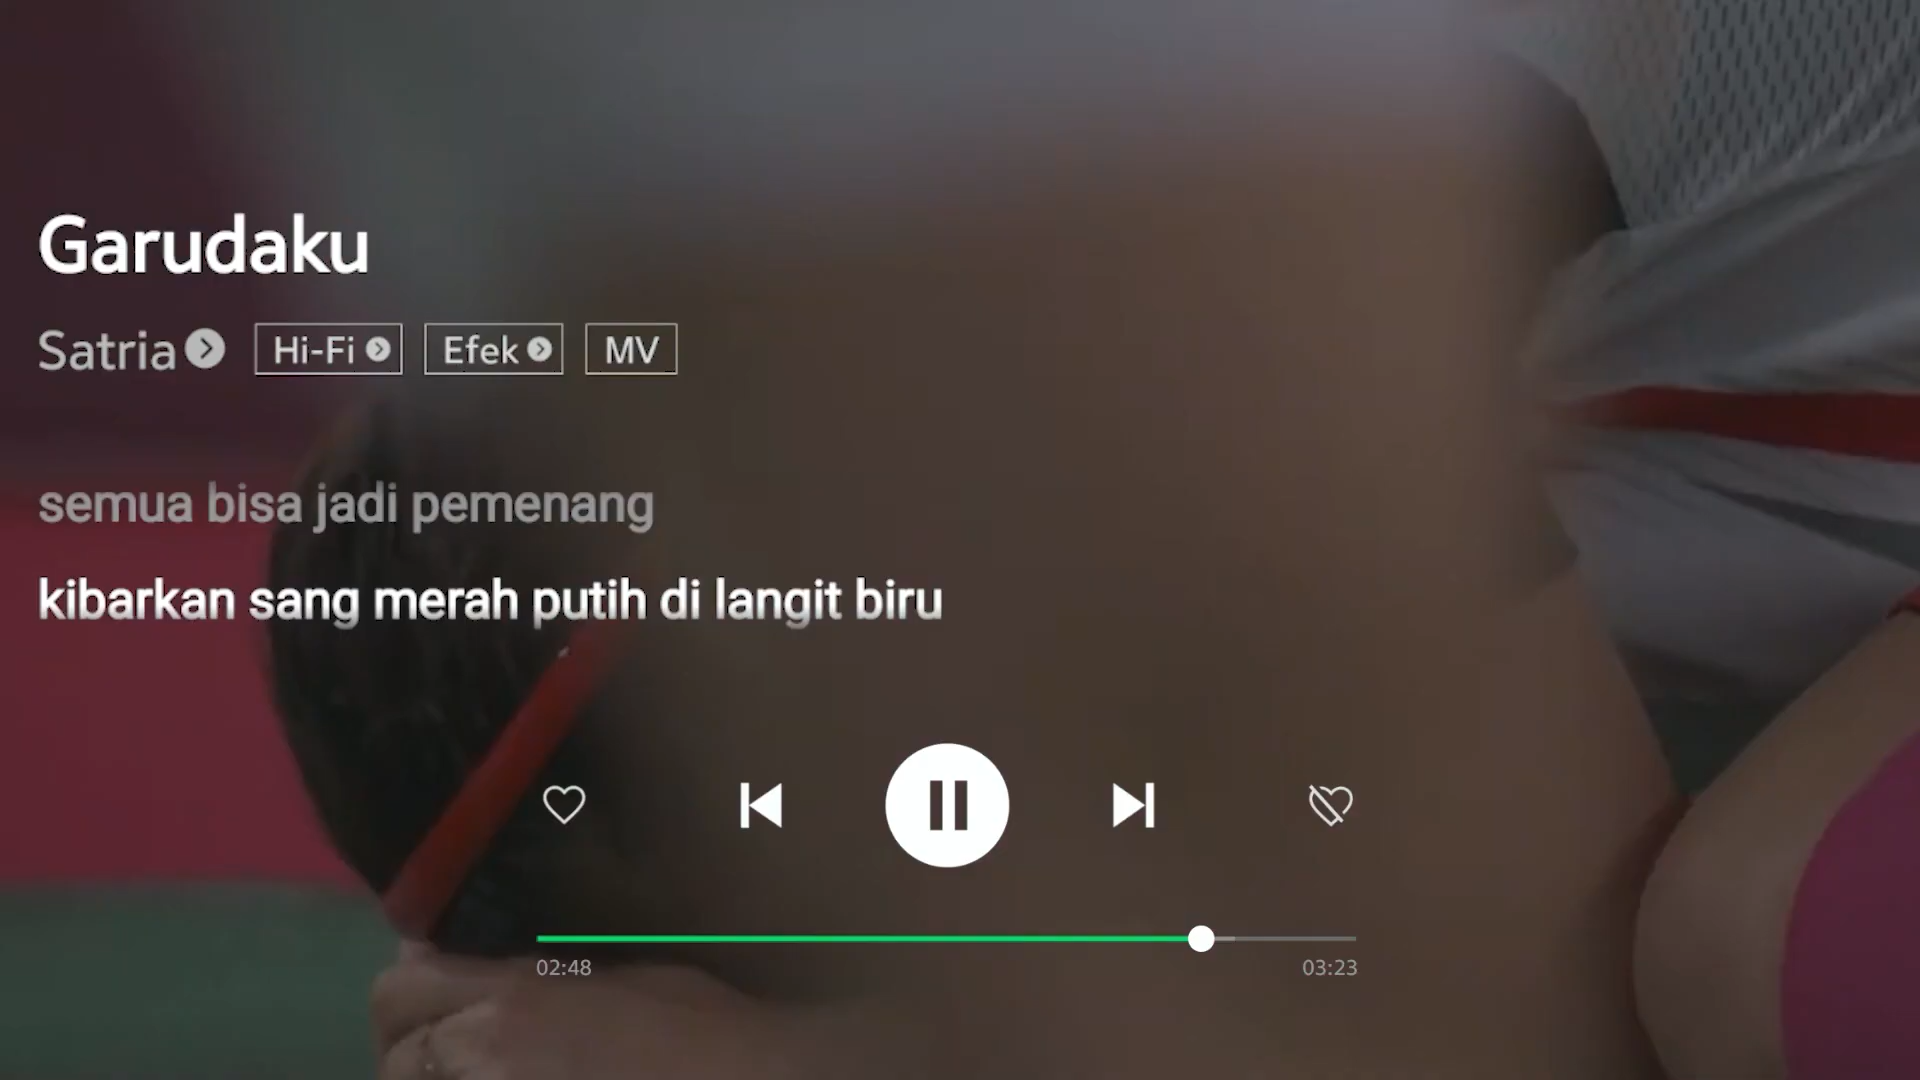 Garudaku
Satria
Hi-Fi
Efek
MV
semua bisa jadi pemenang
kibarkan sang merah putih di langit biru
02:48
03:23